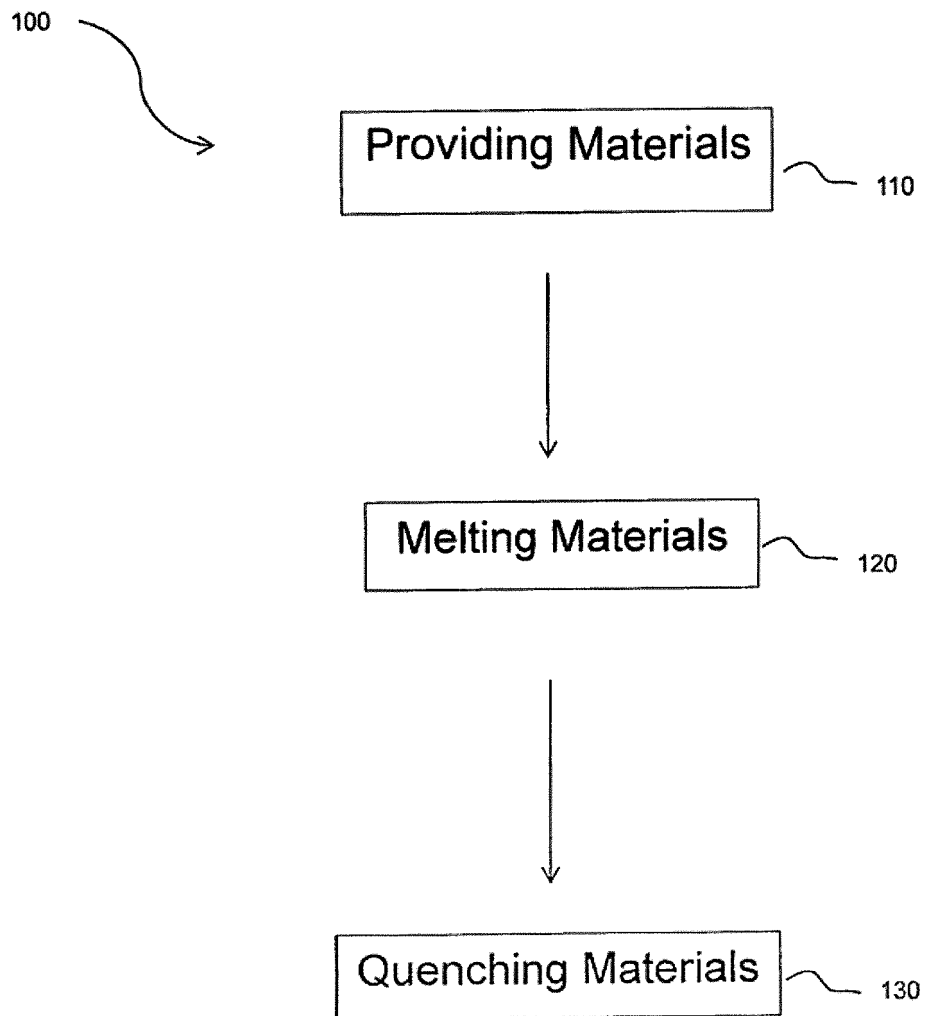 100
Providing Materials
110
Melting Materials
120
Quenching Materials
130